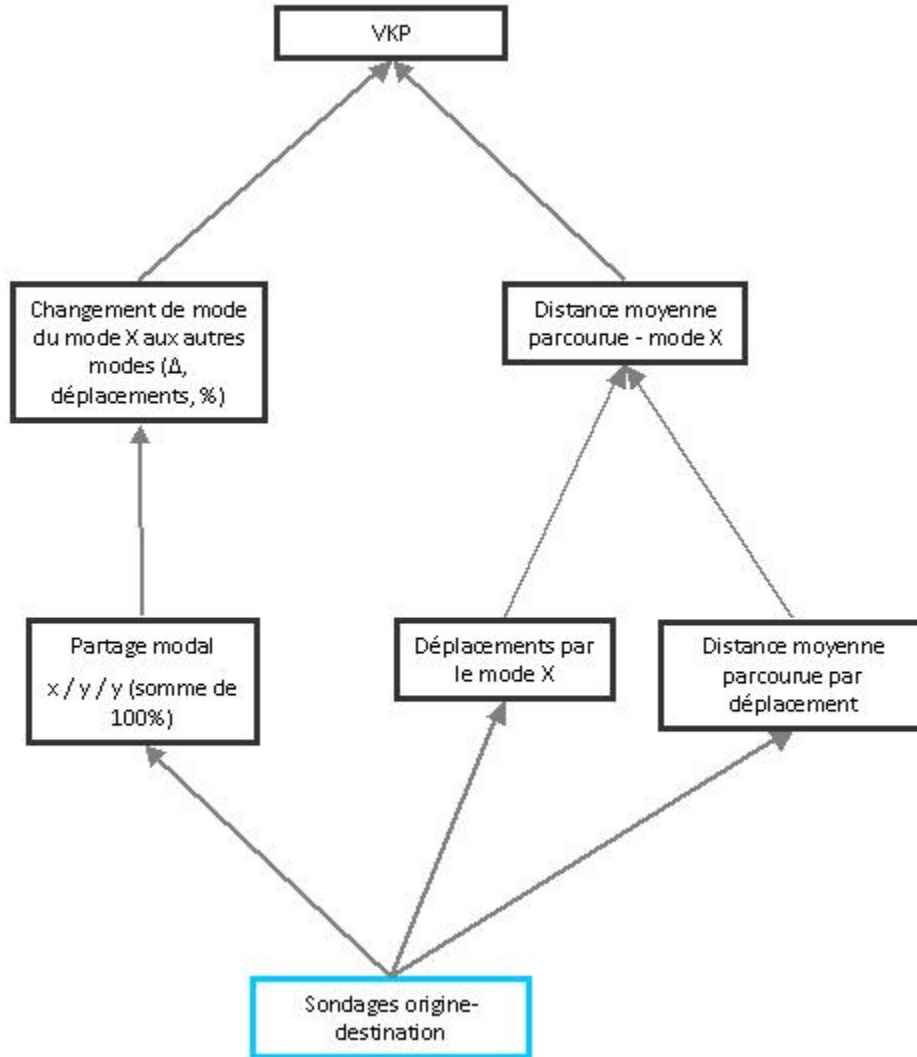 VKP
Changement de mode
du mode X aux autres
modes (Δ,
déplacements, %)
Distance moyenne
parcourue - mode X
Partage modal
x / y / y (somme de
100%)
Déplacements par
le mode X
Distance moyenne
parcourue par
déplacement
Sondages origine-
destination